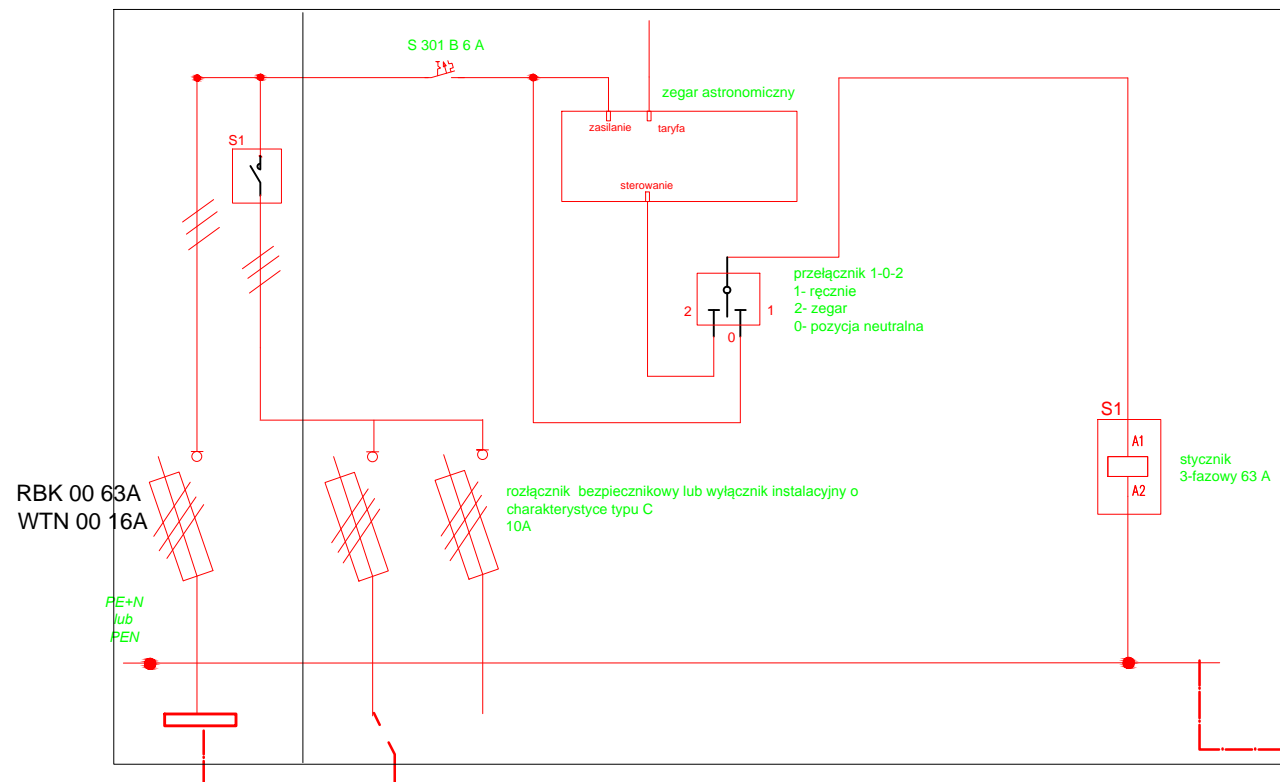 S 301 B 6 A
zegar astronomiczny
zasilanie
taryfa
S1
sterowanie
przełącznik 1-0-2
1- ręcznie
2- zegar
0- pozycja neutralna
2
1
0
S1
A1
A2
stycznik
3-fazowy 63 A
RBK 00 63A
WTN 00 16A
rozłącznik bezpiecznikowy lub wyłącznik instalacyjny o
charakterystyce typu C
10A
PE+N
lub
PEN